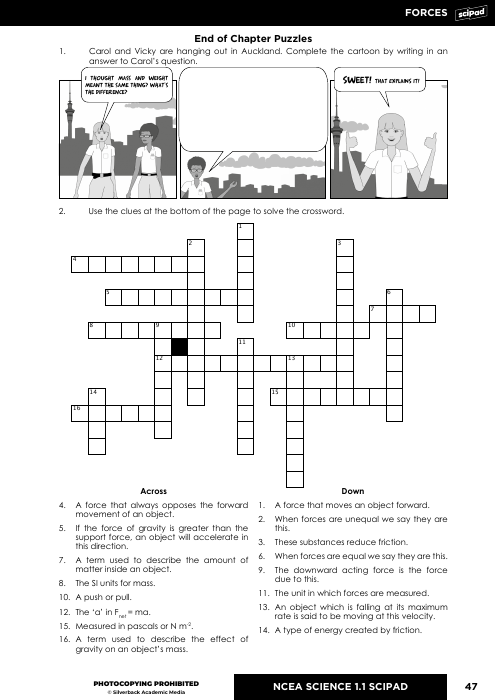 FORCES
scipad
End of Chapter Puzzles
1. Carol and Vicky are hanging out in Auckland. Complete the cartoon by writing in an
answer to Carol's question.
I THOUGHT MASS AND WEIGHT
MEANT THE SAME THING? WHAT'S
THE DIFFERENCE?
SWEET! THAT EXPLAINS IT!
2. Use the clues at the bottom of the page to solve the crossword.
1
2 3
4
5 6
7
8 9 10
11
12 13
14 15
16
Across
4. A force that always opposes the forward
movement of an object.
5. If the force of gravity is greater than the
support force, an object will accelerate in
this direction.
7. A term used to describe the amount of
matter inside an object.
8. The SI units for mass.
10. A push or pull.
12. The 'a' in Fnet = ma.
15. Measured in pascals or N m-2.
16. A term used to describe the effect of
gravity on an object's mass.
Down
1. A force that moves an object forward.
2. When forces are unequal we say they are
this.
3. These substances reduce friction.
6. When forces are equal we say they are this.
9. The downward acting force is the force
due to this.
11. The unit in which forces are measured.
13. An object which is falling at its maximum
rate is said to be moving at this velocity.
14. A type of energy created by friction.
PHOTOCOPYING PROHIBITED
© Silverback Academic Media
NCEA SCIENCE 1.1 SCIPAD
47